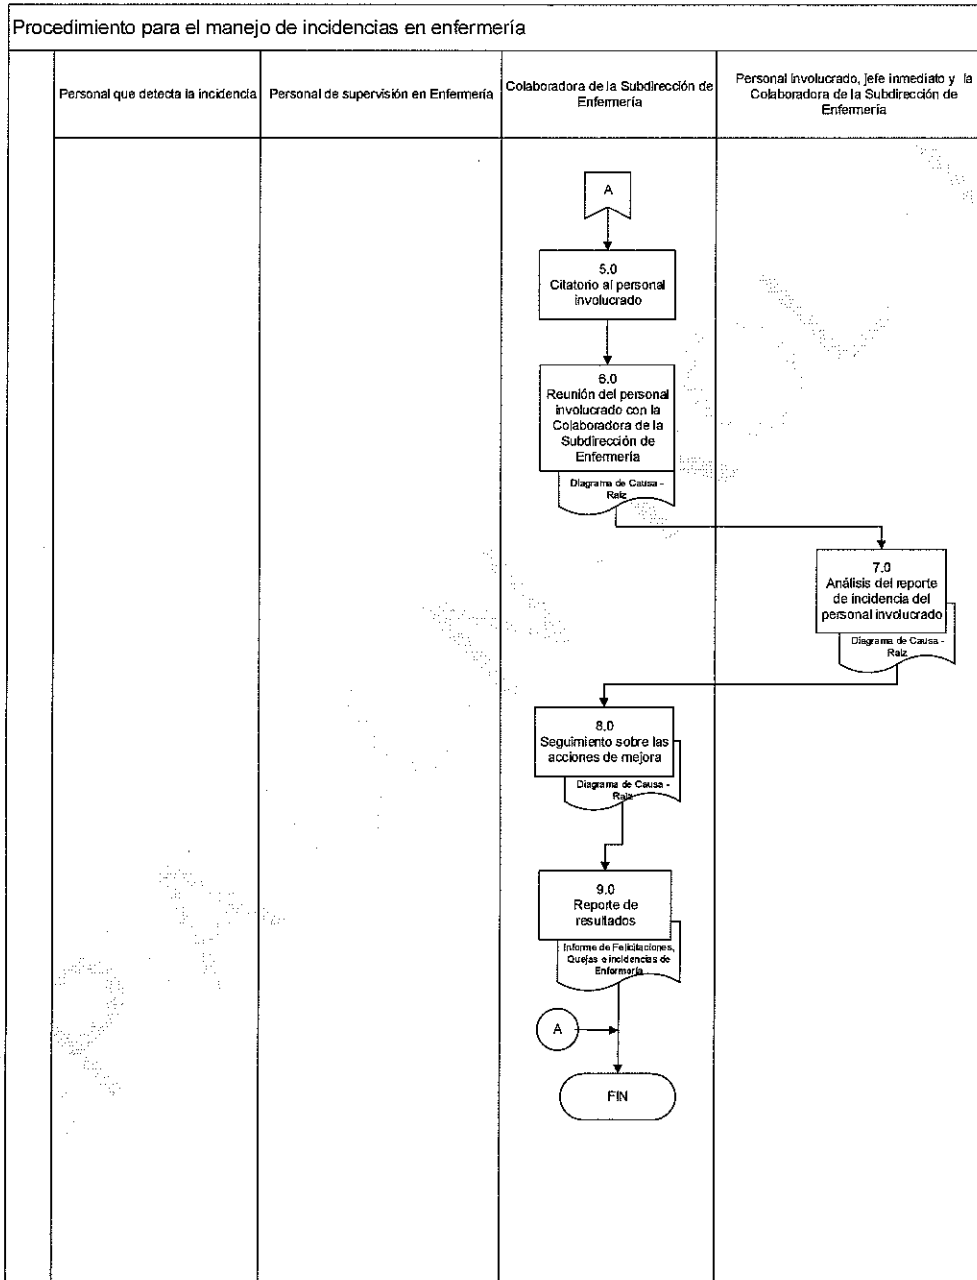 Procedimiento para el manejo de incidencias en enfermería
Personal que detecta la incidencia
Personal de supervisión en Enfermería
Colaboradora de la Subdirección de
Enfermería
Personal involucrado, jefe inmediato y la
Colaboradora de la Subdirección de
Enfermería
A
5.0
Citatorio al personal
involucrado
6.0
Reunión del personal
involucrado con la
Colaboradora de la
Subdirección de
Enfermería
Diagrama de Causa -
Raiz
7.0
Análisis del reporte
de incidencia del
personal involucrado
Diagrama de Causa -
Raiz
8.0
Seguimiento sobre las
acciones de mejora
Diagrama de Causa -
Raiz
9.0
Reporte de
resultados
Informe de Felicitaciones,
Quejas e incidencias de
Enfermería
A
FIN